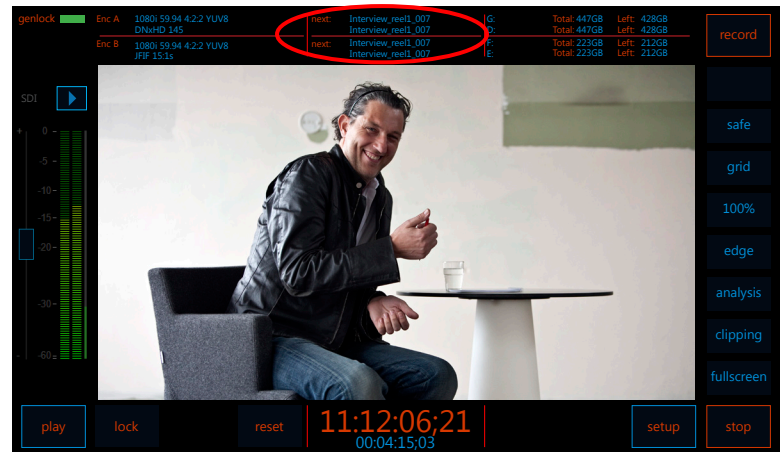 genlock
Enc A 1080i 59.94 4:2:2 YUV8
DNxHD 145
Enc B 1080i 59.94 4:2:2 YUV8
JFIF 15:1s
next: Interview_reel1_007
Interview_reel1_007
next: Interview_reel1_007
Interview_reel1_007
G: Total: 447GB Left: 428GB
D: Total: 447GB Left: 428GB
F: Total: 223GB Left: 212GB
E: Total: 223GB Left: 212GB
record
SDI
+ 0 -
-5 -
-10-
-15 -
-20-
-30-
- -60-
safe
grid
100%
edge
analysis
clipping
fullscreen
play
lock
reset
11:12:06;21
00:04:15;03
setup
stop